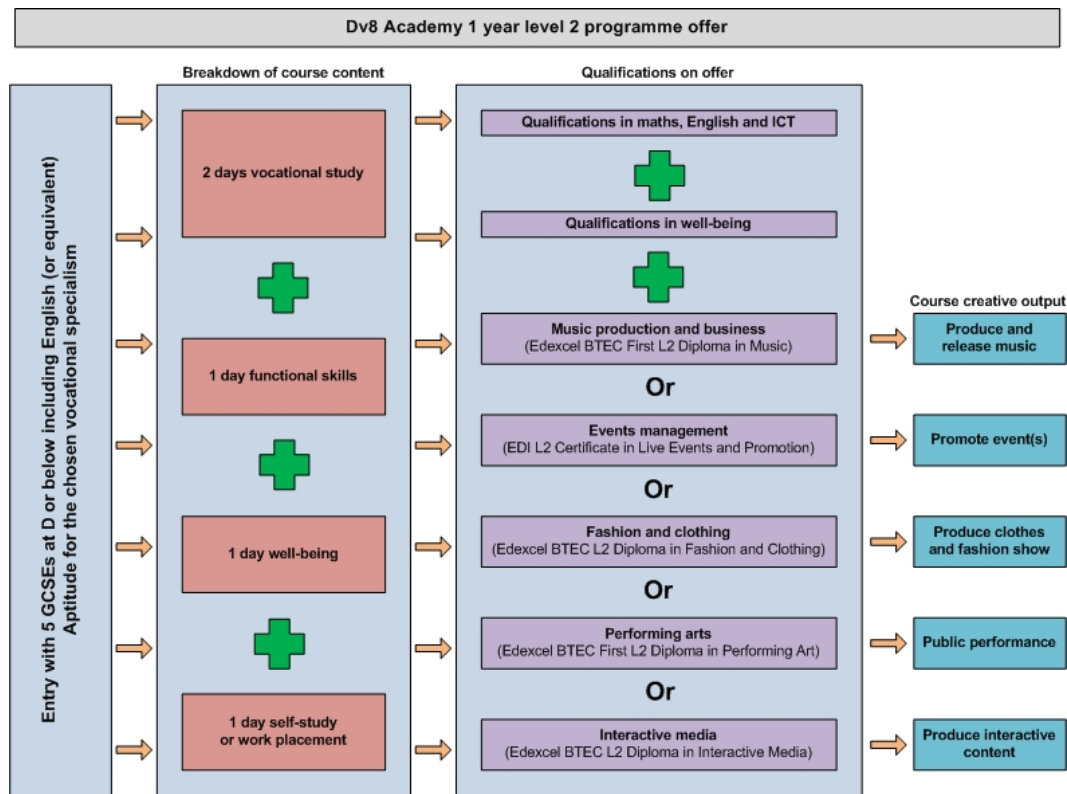 Dv8 Academy 1 year level 2 programme offer
Breakdown of course content
Qualifications on offer
Entry with 5 GCSEs at D or below including English (or equivalent)
Aptitude for the chosen vocational specialism
2 days vocational study
1 day functional skills
1 day well-being
1 day self-study
or work placement
Qualifications in maths, English and ICT
Qualifications in well-being
Music production and business
(Edexcel BTEC First L2 Diploma in Music)
Or
Events management
(EDI L2 Certificate in Live Events and Promotion)
Or
Fashion and clothing
(Edexcel BTEC L2 Diploma in Fashion and Clothing)
Or
Performing arts
(Edexcel BTEC First L2 Diploma in Performing Art)
Or
Interactive media
(Edexcel BTEC L2 Diploma in Interactive Media)
Course creative output
Produce and
release music
Promote event(s)
Produce clothes
and fashion show
Public performance
Produce interactive
content